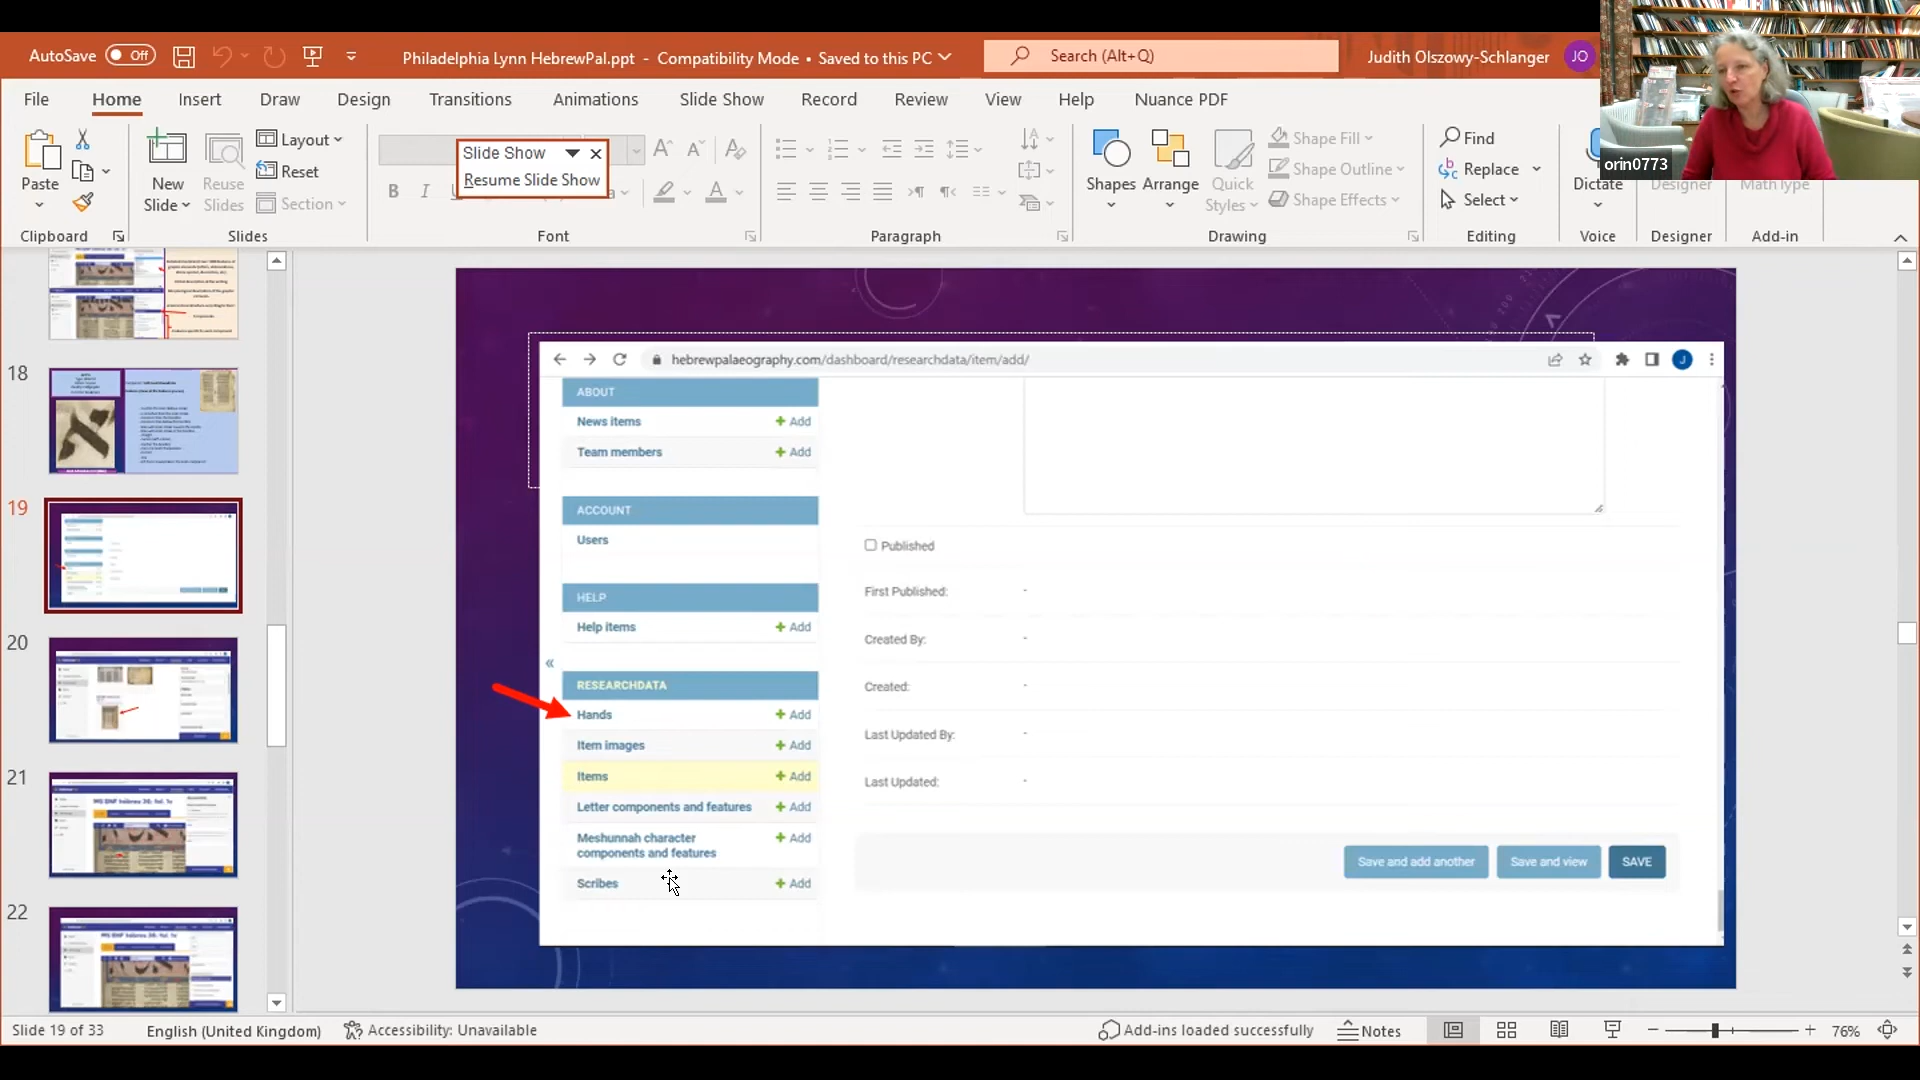 AutoSave Off Philadelphia Lynn HebrewPal.ppt - Compatibility Mode • Saved to this PC Search (Alt+Q) Judith Olszowy-Schlanger JO
File Home Insert Draw Design Transitions Animations Slide Show Record Review View Help Nuance PDF
Paste
New Slide
Reuse Slides
Layout
Reset
Section
Slide Show
Resume Slide Show
B I
Shapes Arrange Quick Styles
Shape Fill
Shape Outline
Shape Effects
Find
Replace
Select
Dictate Designer MathType
orin0773
Clipboard Slides Font Paragraph Drawing Editing Voice Designer Add-in
18
19
20
21
22
hebrewpalaeography.com/dashboard/researchdata/item/add/ J
ABOUT
News items + Add
Team members + Add
ACCOUNT
Users
HELP
Help items + Add
«
RESEARCHDATA
Hands + Add
Item images + Add
Items + Add
Letter components and features + Add
Meshunnah character + Add
components and features
Scribes + Add
Published
First Published: -
Created By: -
Created: -
Last Updated By: -
Last Updated: -
Save and add another Save and view SAVE
Slide 19 of 33 English (United Kingdom) Accessibility: Unavailable Add-ins loaded successfully Notes 76%